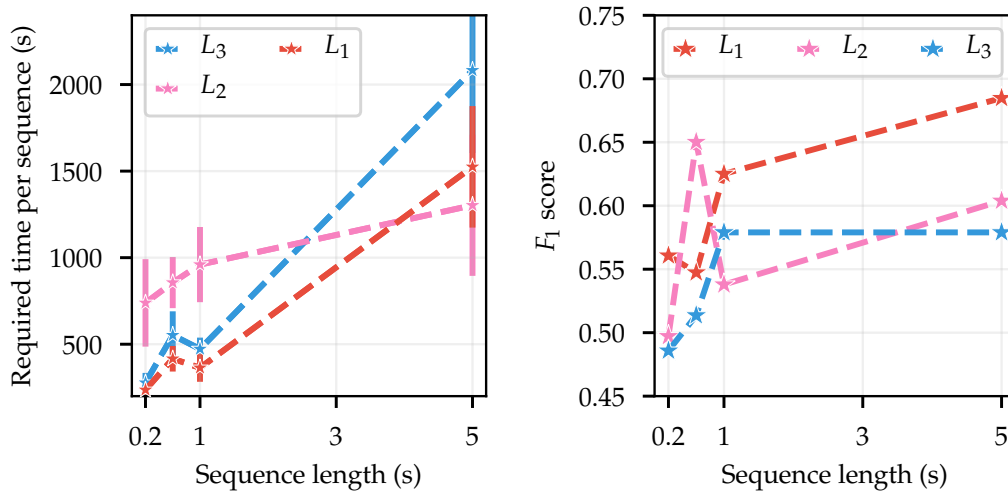 Required time per sequence (s)
2000
1500
1000
500
L3 L1
L2
0.2 1 3 5
Sequence length (s)
F1 score
0.75
0.70
0.65
0.60
0.55
0.50
0.45
L1 L2 L3
0.2 1 3 5
Sequence length (s)